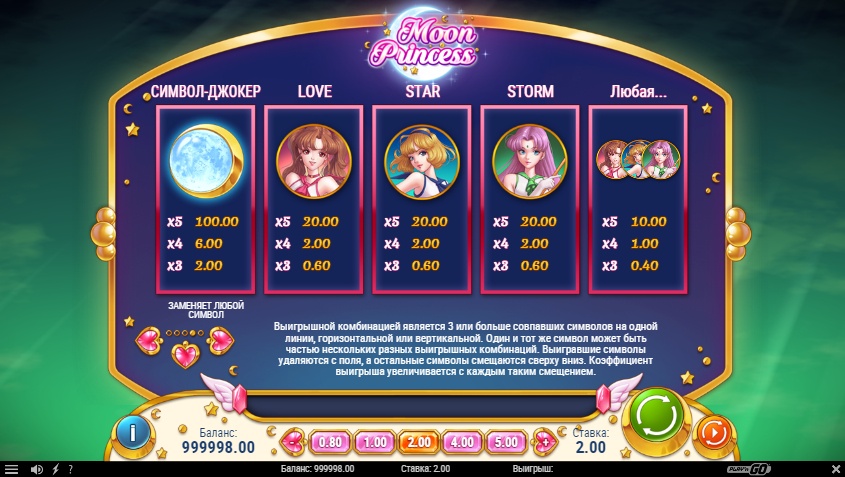 Moon
Princess
СИМВОЛ-ДЖОКЕР
LOVE
STAR
STORM
Любая...
x5 100.00
x4 6.00
x3 2.00
x5 20.00
x4 2.00
x3 0.60
x5 20.00
x4 2.00
x3 0.60
x5 20.00
x4 2.00
x3 0.60
x5 10.00
x4 1.00
x3 0.40
ЗАМЕНЯЕТ ЛЮБОЙ
СИМВОЛ
Выигрышной комбинацией является 3 или больше совпавших символов на одной
линии, горизонтальной или вертикальной. Один и тот же символ может быть
частью нескольких разных выигрышных комбинаций. Выигравшие символы
удаляются с поля, а остальные символы смещаются сверху вниз. Коэффициент
выигрыша увеличивается с каждым таким смещением.
i
Баланс:
999998.00
- 0.80 1.00 2.00 4.00 5.00 +
Ставка:
2.00
? Баланс: 999998.00 Ставка: 2.00 Выигрыш: PLAY'N GO